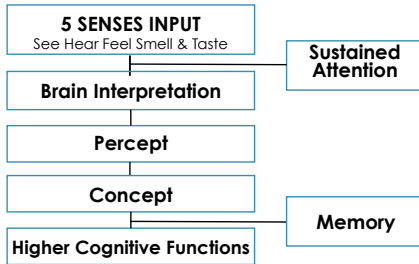 5 SENSES INPUT
See Hear Feel Smell & Taste
Sustained
Attention
Brain Interpretation
Percept
Concept
Memory
Higher Cognitive Functions